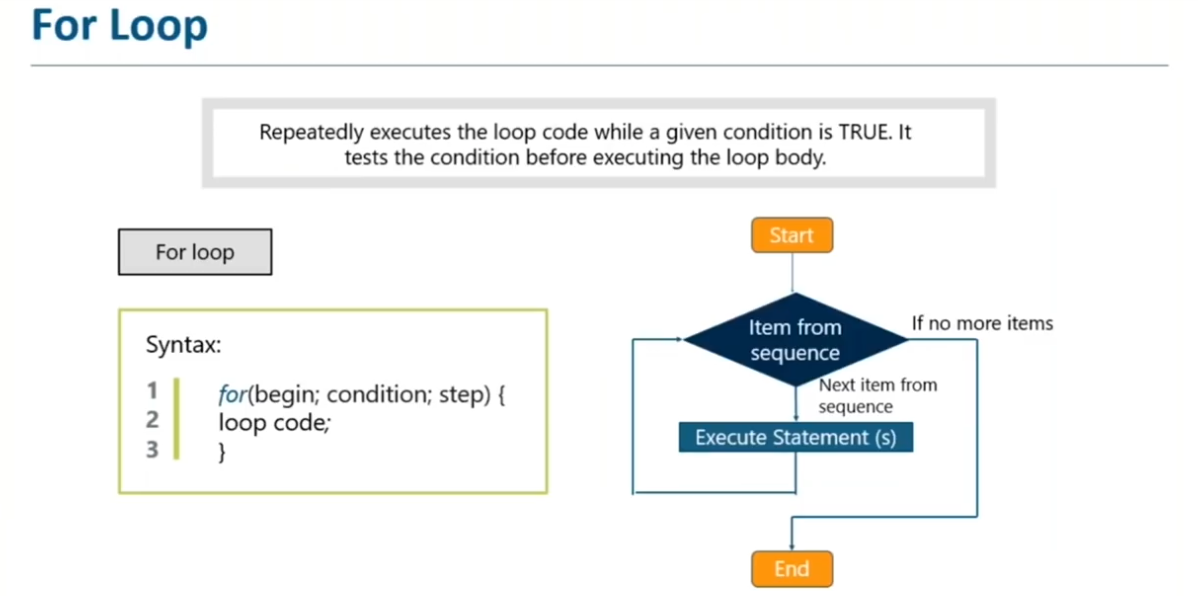 For Loop
Repeatedly executes the loop code while a given condition is TRUE. It
tests the condition before executing the loop body.
For loop
Syntax:
1 for(begin; condition; step) {
2 loop code;
3 }
Start
Item from
sequence
If no more items
Next item from
sequence
Execute Statement (s)
End